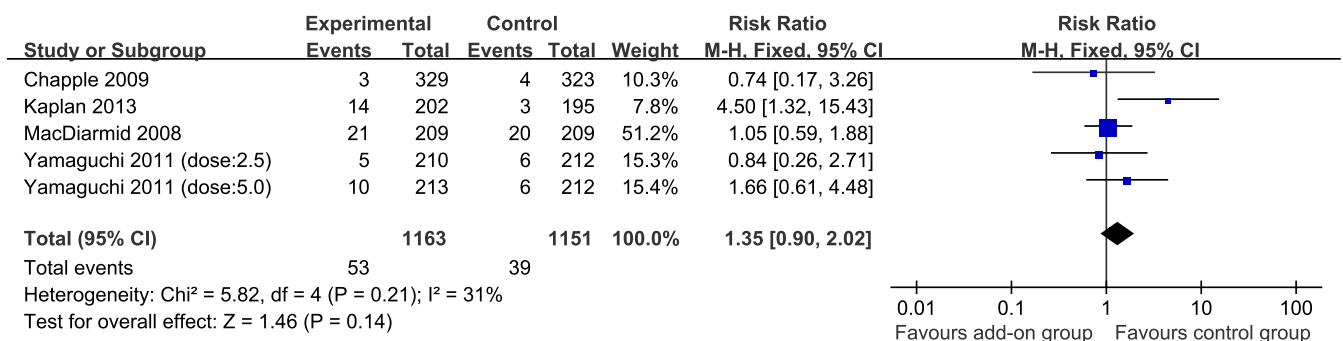 Experimental Control Risk Ratio Risk Ratio
Study or Subgroup Events Total Events Total Weight M-H, Fixed, 95% CI M-H, Fixed, 95% CI
Chapple 2009 3 329 4 323 10.3% 0.74 [0.17, 3.26]
Kaplan 2013 14 202 3 195 7.8% 4.50 [1.32, 15.43]
MacDiarmid 2008 21 209 20 209 51.2% 1.05 [0.59, 1.88]
Yamaguchi 2011 (dose:2.5) 5 210 6 212 15.3% 0.84 [0.26, 2.71]
Yamaguchi 2011 (dose:5.0) 10 213 6 212 15.4% 1.66 [0.61, 4.48]
Total (95% CI) 1163 1151 100.0% 1.35 [0.90, 2.02]
Total events 53 39
Heterogeneity: Chi² = 5.82, df = 4 (P = 0.21); I² = 31%
Test for overall effect: Z = 1.46 (P = 0.14)
0.01 0.1 1 10 100
Favours add-on group Favours control group